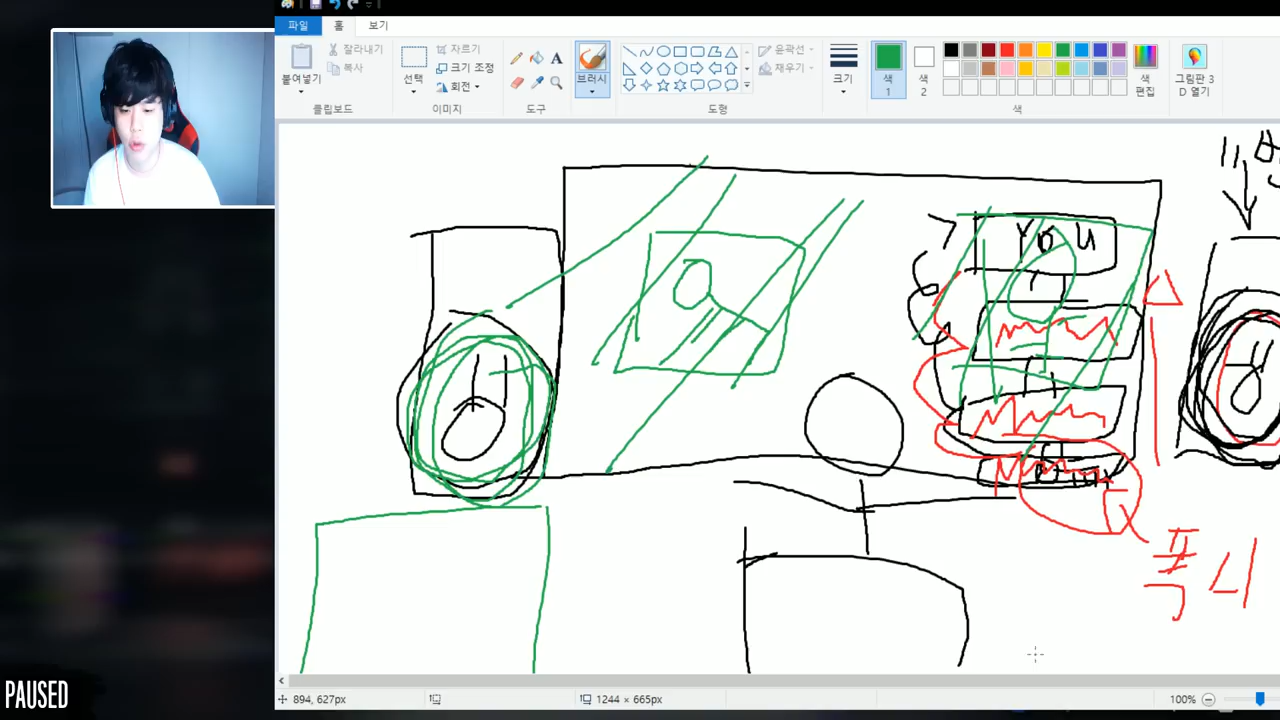 파일 홈 보기
붙여넣기
잘라내기
복사
클립보드
선택
자르기
크기 조정
회전
이미지
A
도구
브러시
윤곽선
채우기
도형
크기
색
1
색
2
색
편집
색
그림판 3
D 열기
You
PAUSED
894, 627px
1244 × 665px
100%